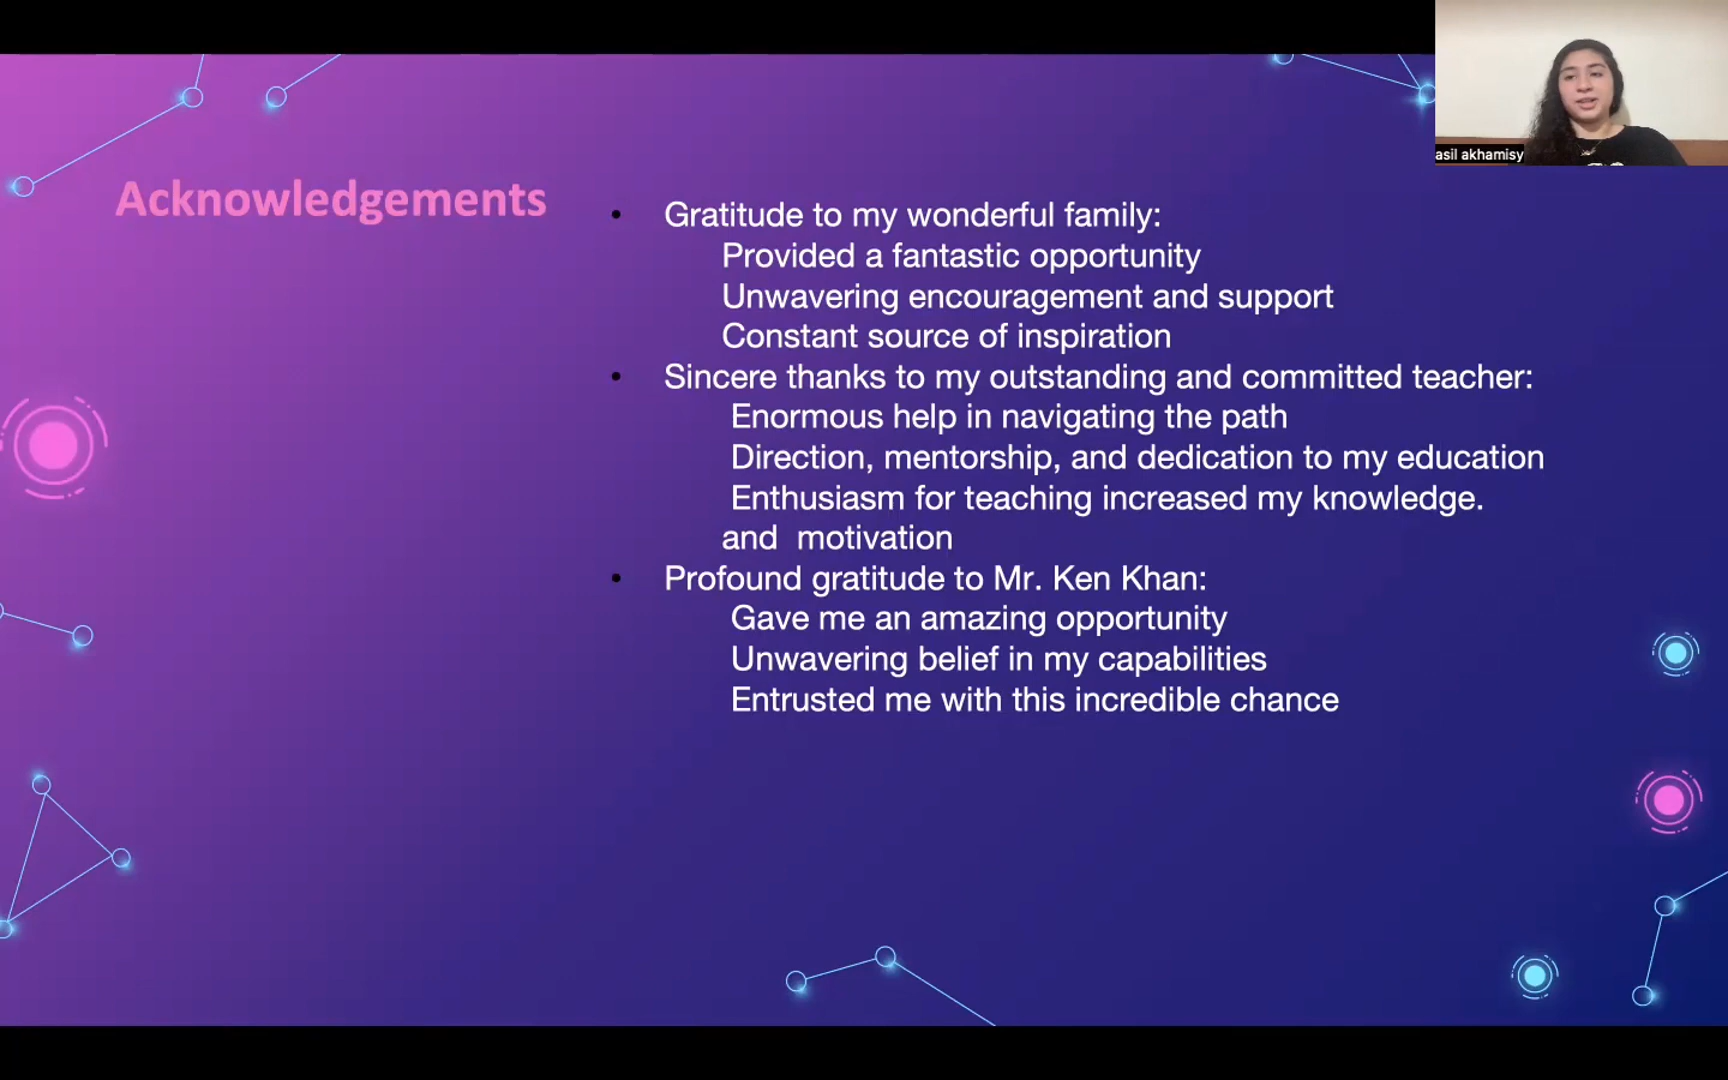 asil akhamisy
Acknowledgements
• Gratitude to my wonderful family:
Provided a fantastic opportunity
Unwavering encouragement and support
Constant source of inspiration
• Sincere thanks to my outstanding and committed teacher:
Enormous help in navigating the path
Direction, mentorship, and dedication to my education
Enthusiasm for teaching increased my knowledge.
and motivation
• Profound gratitude to Mr. Ken Khan:
Gave me an amazing opportunity
Unwavering belief in my capabilities
Entrusted me with this incredible chance